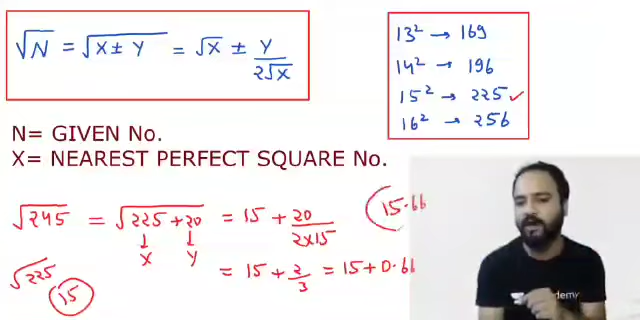 √N = √X ± Y = √X ± Y/2√X
13² → 169
14² → 196
15² → 225 ✓
16² → 256
N= GIVEN No.
X= NEAREST PERFECT SQUARE No.
√245 = √225 + 20 = 15 + 20/2×15
15.66
↓ ↓
X Y
= 15 + 2/3 = 15 + 0.66
√225
15
demy